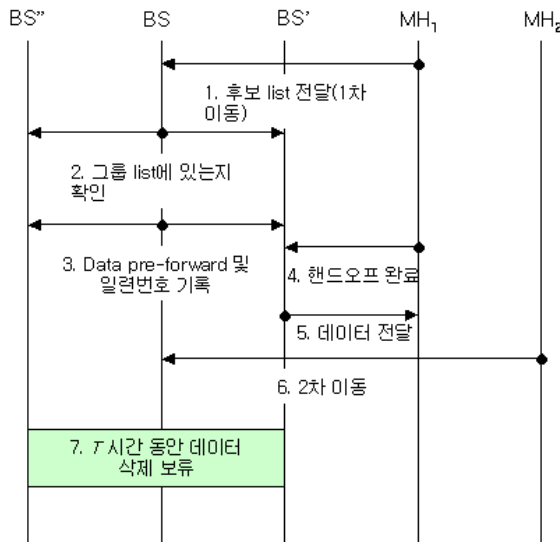 BS" BS BS' MH1 MH2
1. 후보 list 전달(1차
이동)
2. 그룹 list에 있는지
확인
3. Data pre-forward 및
일련번호 기록
4. 핸드오프 완료
5. 데이터 전달
6. 2차 이동
7. T 시간 동안 데이터
삭제 보류